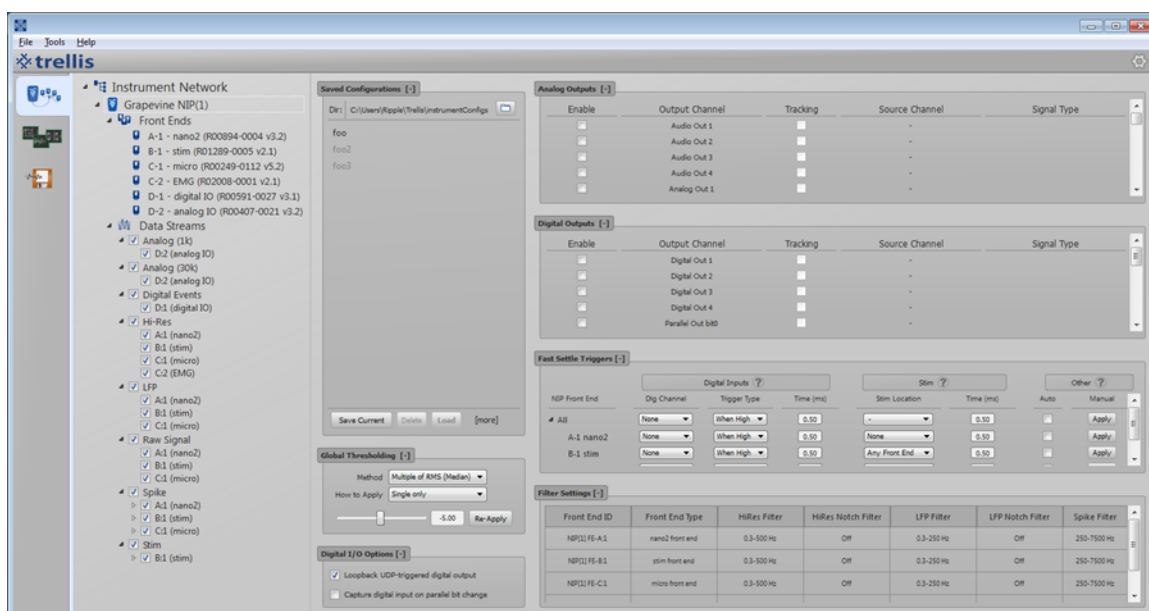 File Tools Help
trellis
Instrument Network
Grapevine NIP(1)
Front Ends
A-1 - nano2 (R00894-0004 v3.2)
B-1 - stim (R01289-0005 v2.1)
C-1 - micro (R00249-0112 v5.2)
C-2 - EMG (R02008-0001 v2.1)
D-1 - digital IO (R00591-0027 v3.1)
D-2 - analog IO (R00407-0021 v3.2)
Data Streams
Analog (1k)
D:2 (analog IO)
Analog (30k)
D:2 (analog IO)
Digital Events
D:1 (digital IO)
Hi-Res
A:1 (nano2)
B:1 (stim)
C:1 (micro)
C:2 (EMG)
LFP
A:1 (nano2)
B:1 (stim)
C:1 (micro)
Raw Signal
A:1 (nano2)
B:1 (stim)
C:1 (micro)
Spike
A:1 (nano2)
B:1 (stim)
C:1 (micro)
Stim
B:1 (stim)
Saved Configurations [-]
Dir: C:\Users\Ripple\Trellis\instrumentConfigs
foo
foo2
foo3
Save Current Delete Load [more]
Global Thresholding [-]
Method Multiple of RMS (Median)
How to Apply Single only
-5.00 Re-Apply
Digital I/O Options [-]
Loopback UDP-triggered digital output
Capture digital input on parallel bit change
Analog Outputs [-]
Enable Output Channel Tracking Source Channel Signal Type
Audio Out 1 -
Audio Out 2 -
Audio Out 3 -
Audio Out 4 -
Analog Out 1 -
Digital Outputs [-]
Enable Output Channel Tracking Source Channel Signal Type
Digital Out 1 -
Digital Out 2 -
Digital Out 3 -
Digital Out 4 -
Parallel Out bit0 -
Fast Settle Triggers [-]
Digital Inputs ? Stim ? Other ?
NIP Front End Dig Channel Trigger Type Time (ms) Stim Location Time (ms) Auto Manual
All None When High 0.50 - 0.50 Apply
A-1 nano2 None When High 0.50 None 0.50 Apply
B-1 stim None When High 0.50 Any Front End 0.50 Apply
Filter Settings [-]
Front End ID Front End Type HiRes Filter HiRes Notch Filter LFP Filter LFP Notch Filter Spike Filter
NIP[1] FE-A:1 nano2 front end 0.3-500 Hz Off 0.3-250 Hz Off 250-7500 Hz
NIP[1] FE-B:1 stim front end 0.3-500 Hz Off 0.3-250 Hz Off 250-7500 Hz
NIP[1] FE-C:1 micro front end 0.3-500 Hz Off 0.3-250 Hz Off 250-7500 Hz